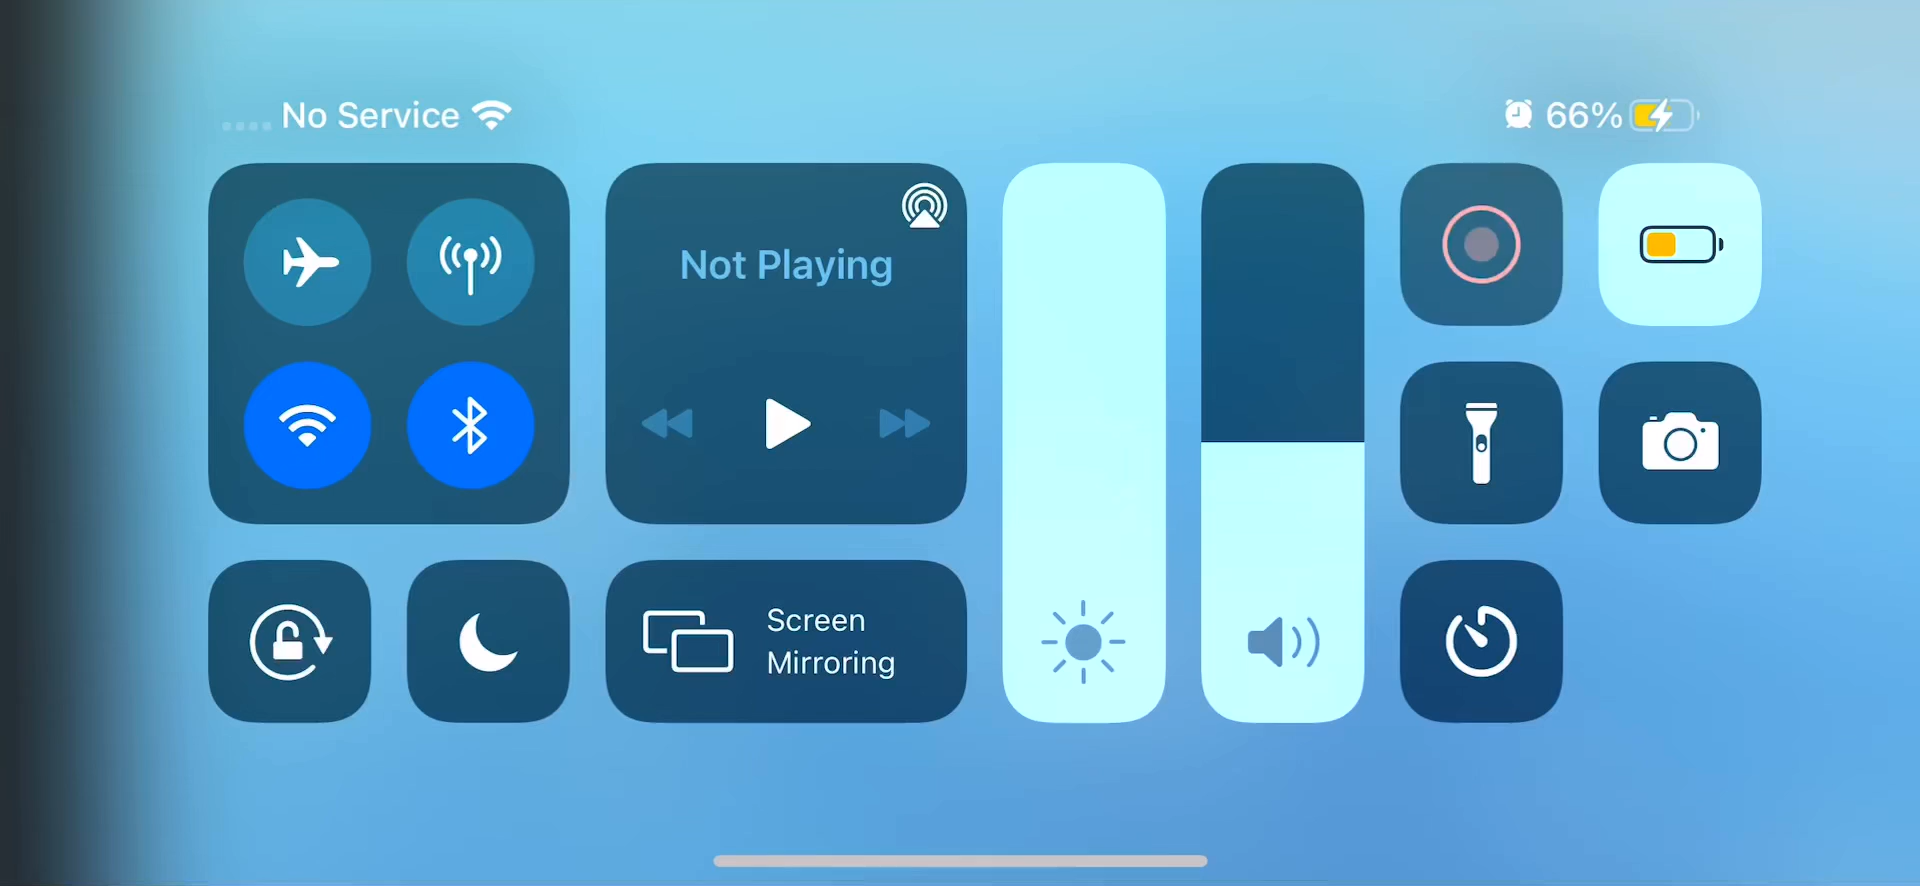 No Service
66%
Not Playing
Screen
Mirroring